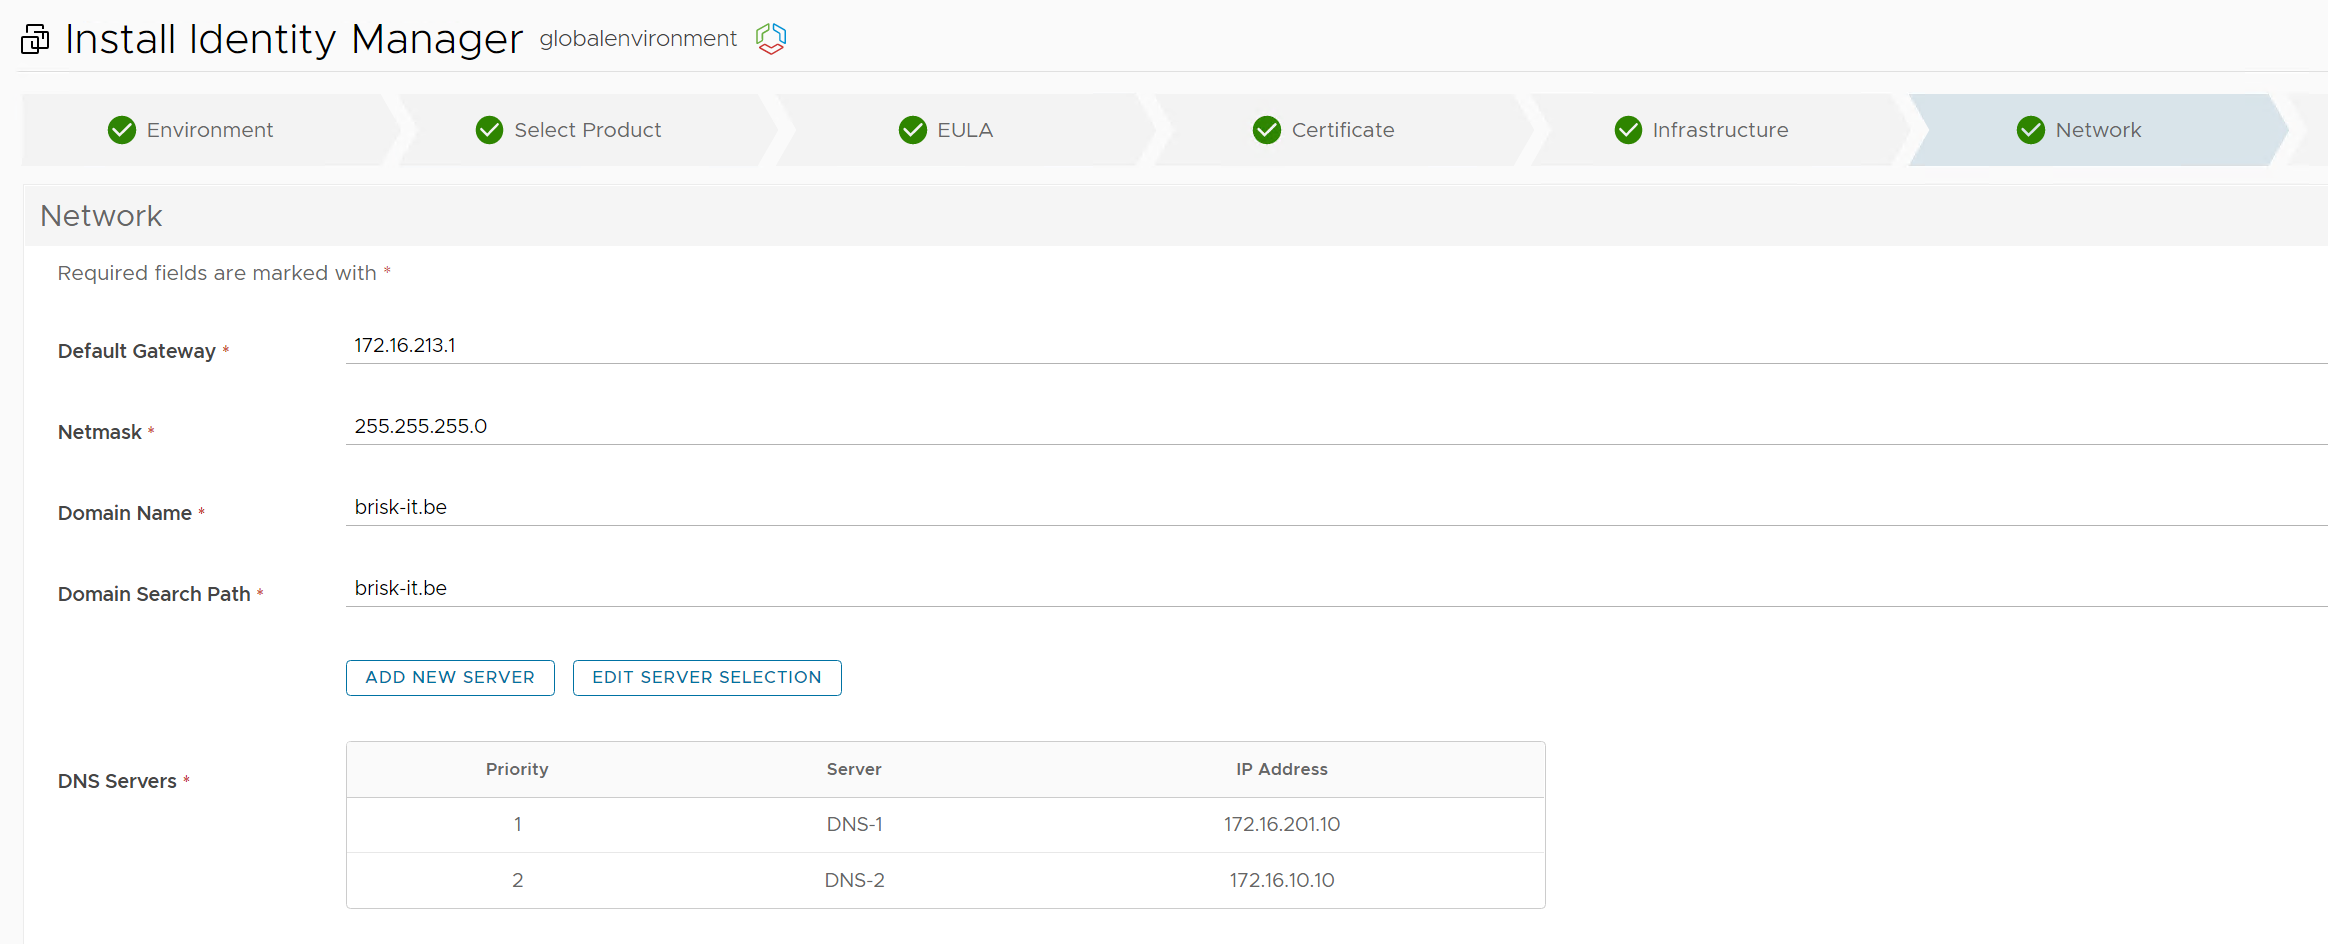 Install Identity Manager globalenvironment
Environment Select Product EULA Certificate Infrastructure Network
Network
Required fields are marked with *
Default Gateway * 172.16.213.1
Netmask * 255.255.255.0
Domain Name * brisk-it.be
Domain Search Path * brisk-it.be
ADD NEW SERVER EDIT SERVER SELECTION
DNS Servers *
Priority Server IP Address
1 DNS-1 172.16.201.10
2 DNS-2 172.16.10.10